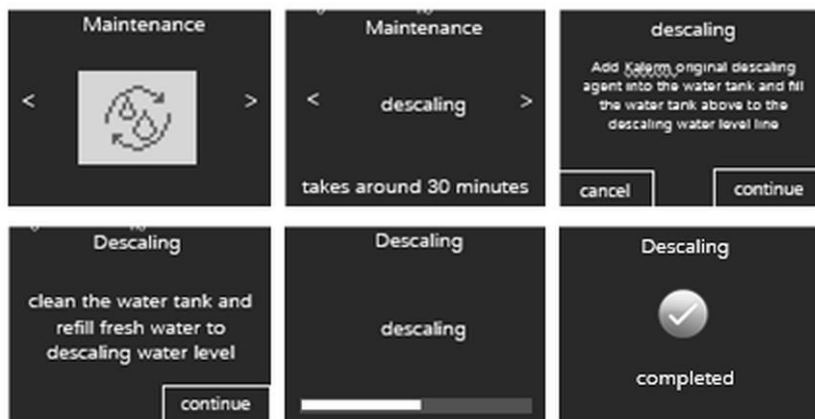 Maintenance
<
>
Maintenance
<
descaling
>
takes around 30 minutes
descaling
Add Kalerm original descaling
agent into the water tank and fill
the water tank above to the
descaling water level line
cancel
continue
Descaling
clean the water tank and
refill fresh water to
descaling water level
continue
Descaling
descaling
Descaling
completed